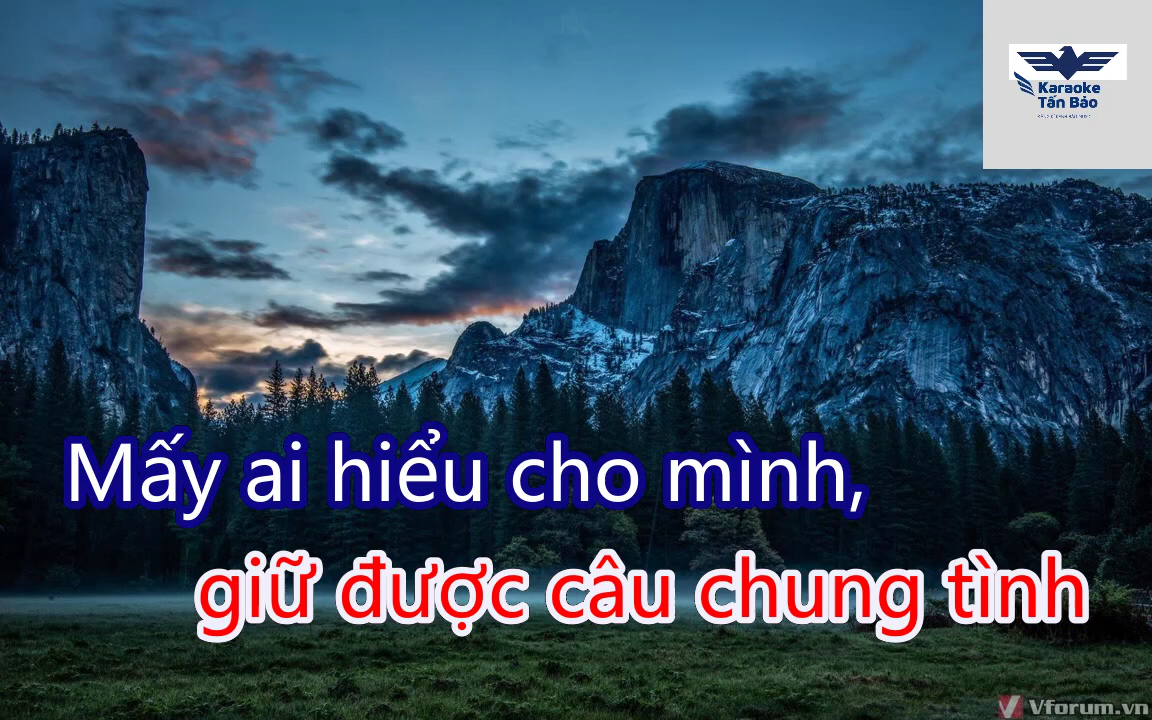 Karaoke
Tấn Bảo
Mấy ai hiểu cho mình,
giữ được câu chung tình
Vforum.vn